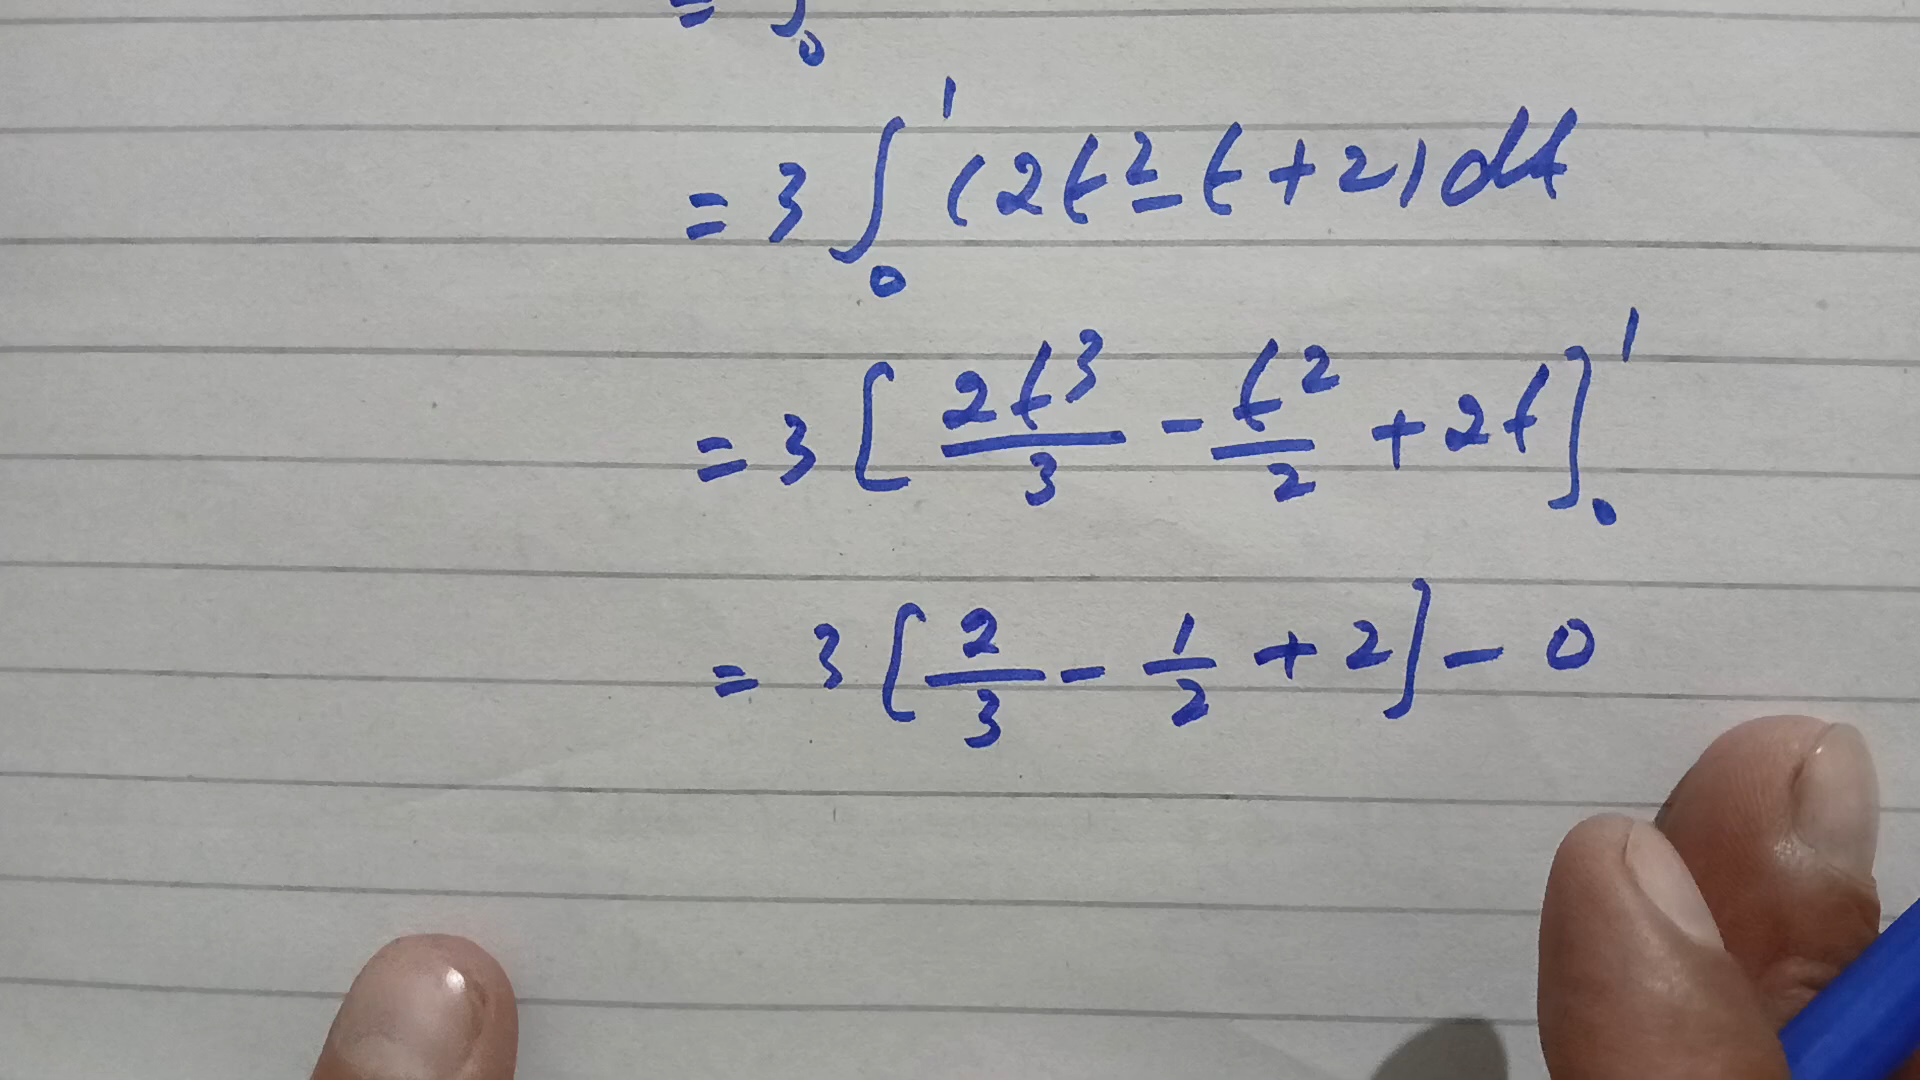 = ∫₀
= 3 ∫₀¹ (2t² - t + 2) dt
= 3 [ 2t³/3 - t²/2 + 2t ]₀¹
= 3 [ 2/3 - 1/2 + 2 ] - 0